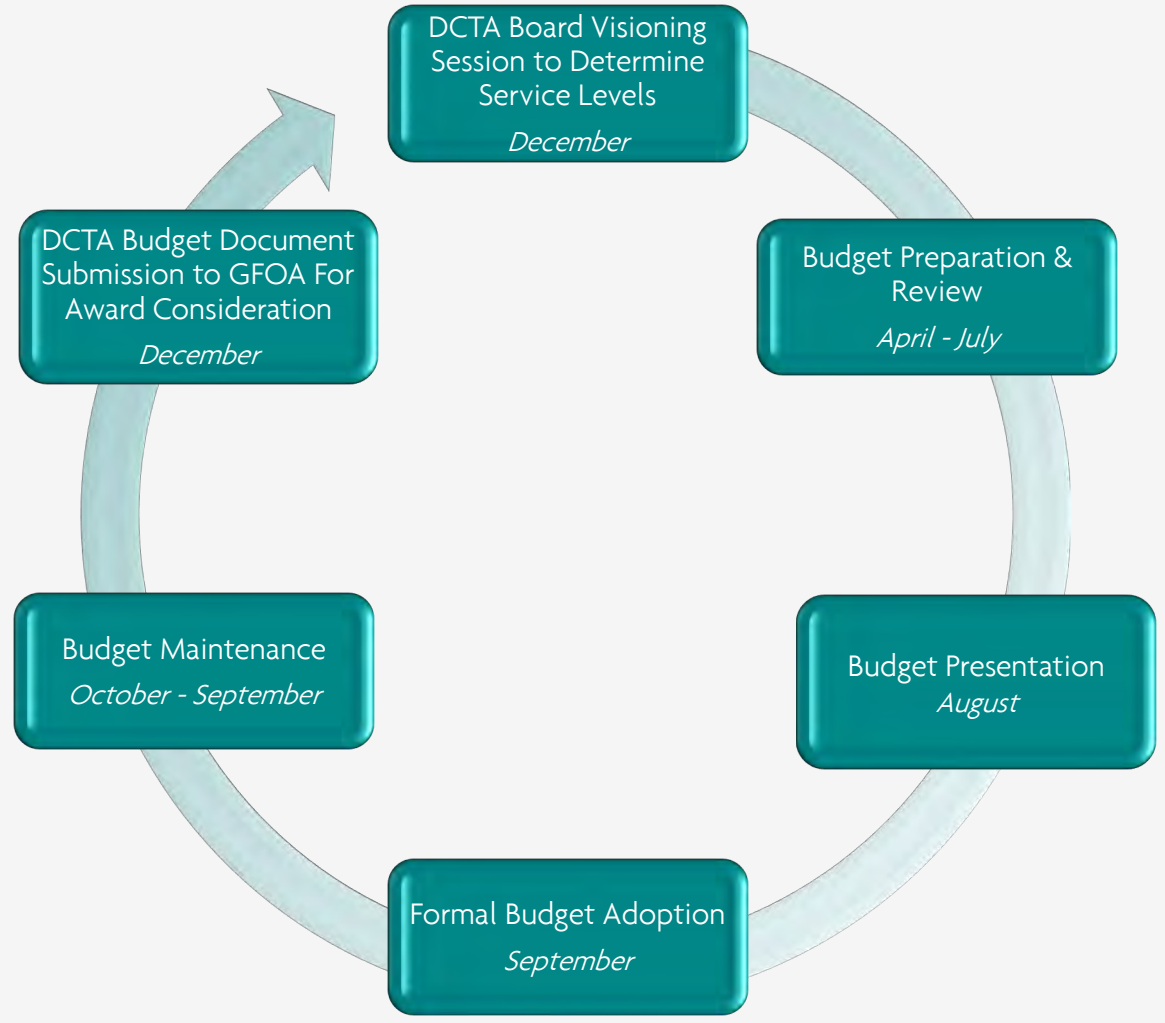 DCTA Board Visioning
Session to Determine
Service Levels
December
Budget Preparation &
Review
April - July
Budget Presentation
August
Formal Budget Adoption
September
Budget Maintenance
October - September
DCTA Budget Document
Submission to GFOA For
Award Consideration
December